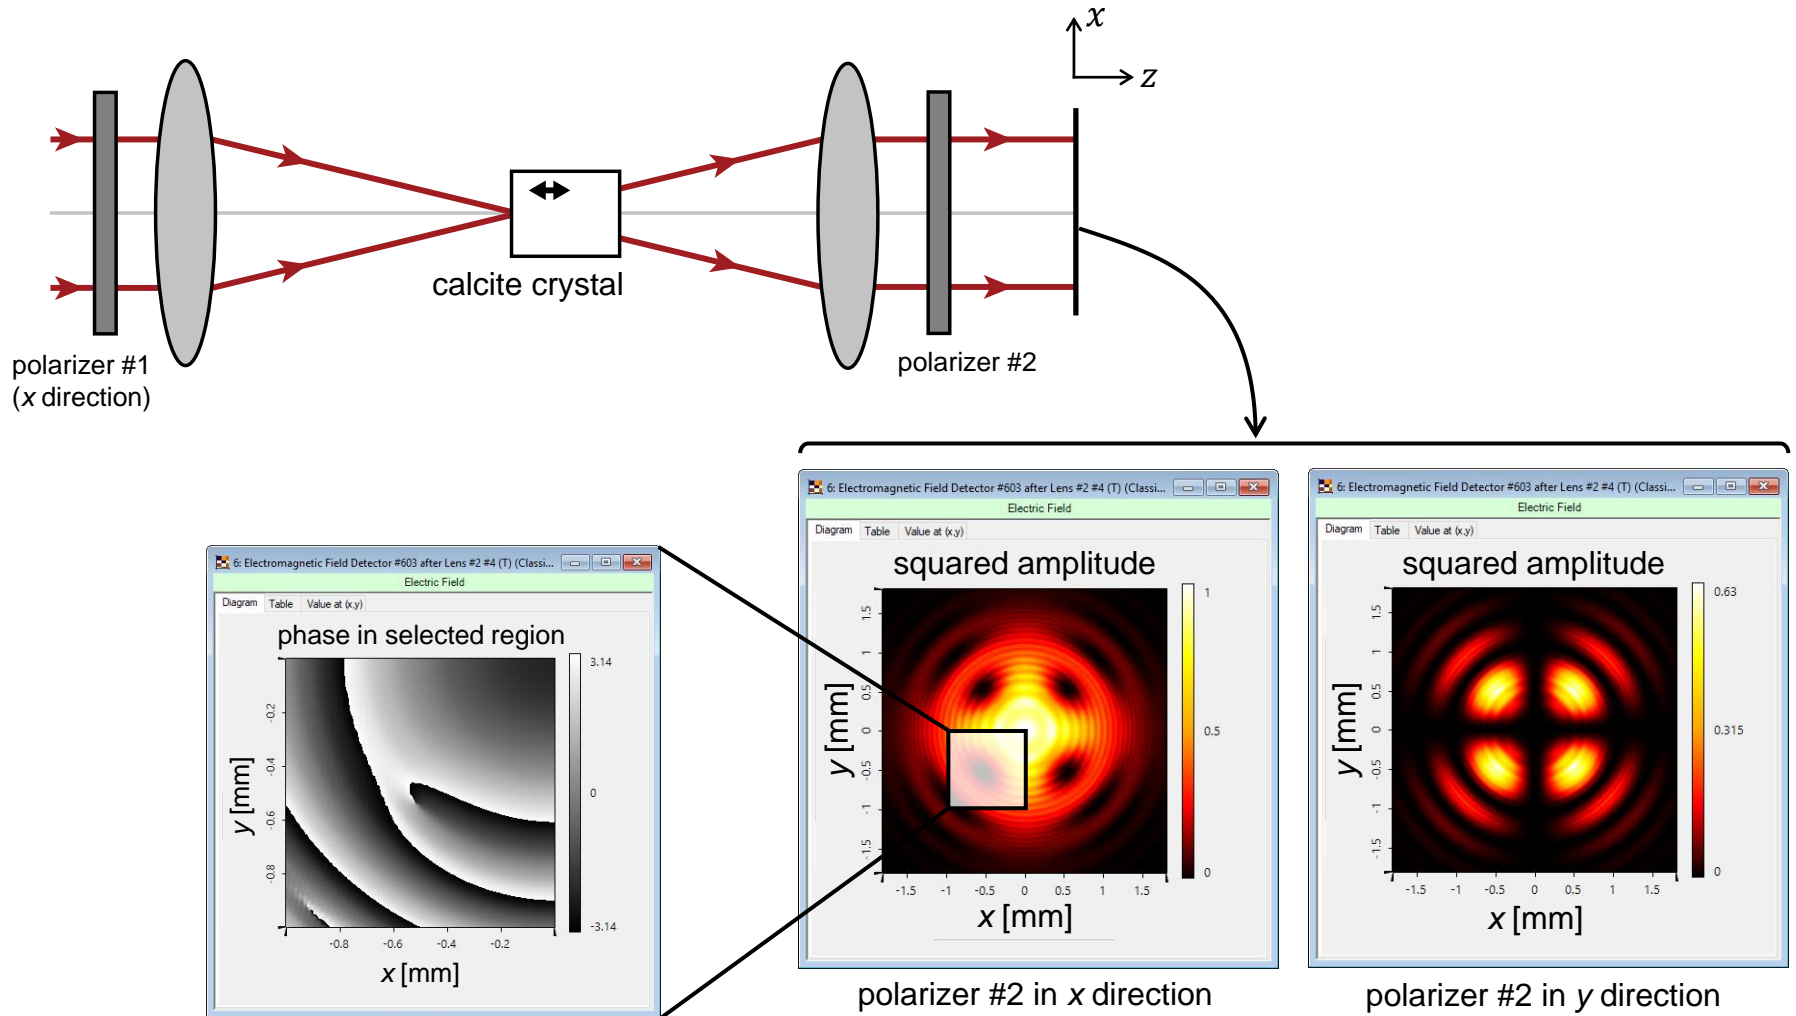 x
z
calcite crystal
polarizer #1
(x direction)
polarizer #2
6: Electromagnetic Field Detector #603 after Lens #2 #4 (T) (Classi...
Electric Field
Diagram Table Value at (x,y)
squared amplitude
1
0.5
0
1.5
1
0.5
0
-0.5
-1
-1.5
y [mm]
-1.5 -1 -0.5 0 0.5 1 1.5
x [mm]
polarizer #2 in x direction
6: Electromagnetic Field Detector #603 after Lens #2 #4 (T) (Classi...
Electric Field
Diagram Table Value at (x,y)
squared amplitude
0.63
0.315
0
1.5
1
0.5
0
-0.5
-1
-1.5
y [mm]
-1.5 -1 -0.5 0 0.5 1 1.5
x [mm]
polarizer #2 in y direction
6: Electromagnetic Field Detector #603 after Lens #2 #4 (T) (Classi...
Electric Field
Diagram Table Value at (x,y)
phase in selected region
3.14
0
-3.14
-0.2
-0.4
-0.6
-0.8
y [mm]
-0.8 -0.6 -0.4 -0.2
x [mm]